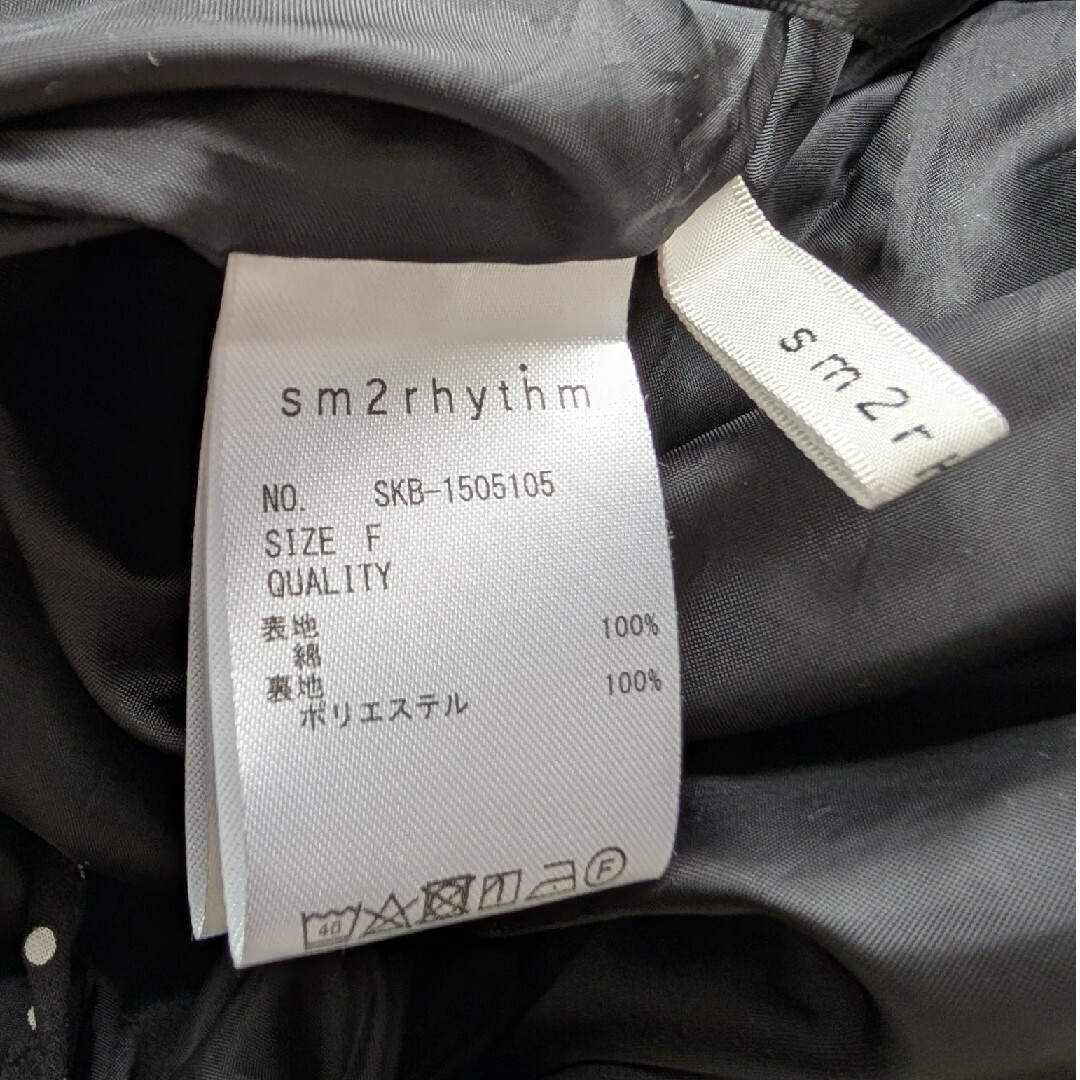 sm2rhythm
NO. SKB-1505105
SIZE F
QUALITY
表地 100%
綿
裏地 100%
ポリエステル
40
F
sm2r